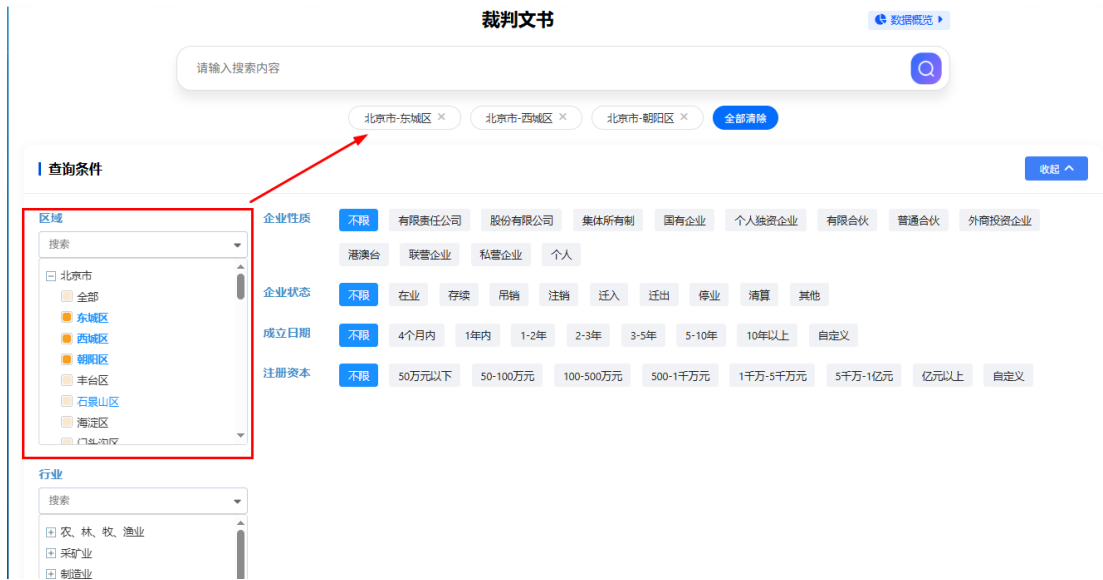 裁判文书
数据概览
请输入搜索内容
北京市-东城区 × 北京市-西城区 × 北京市-朝阳区 × 全部清除
查询条件
收起
区域
搜索
北京市
全部
东城区
西城区
朝阳区
丰台区
石景山区
海淀区
门头沟区
企业性质 不限 有限责任公司 股份有限公司 集体所有制 国有企业 个人独资企业 有限合伙 普通合伙 外商投资企业
港澳台 联营企业 私营企业 个人
企业状态 不限 在业 存续 吊销 注销 迁入 迁出 停业 清算 其他
成立日期 不限 4个月内 1年内 1-2年 2-3年 3-5年 5-10年 10年以上 自定义
注册资本 不限 50万元以下 50-100万元 100-500万元 500-1千万元 1千万-5千万元 5千万-1亿元 亿元以上 自定义
行业
搜索
农、林、牧、渔业
采矿业
制造业